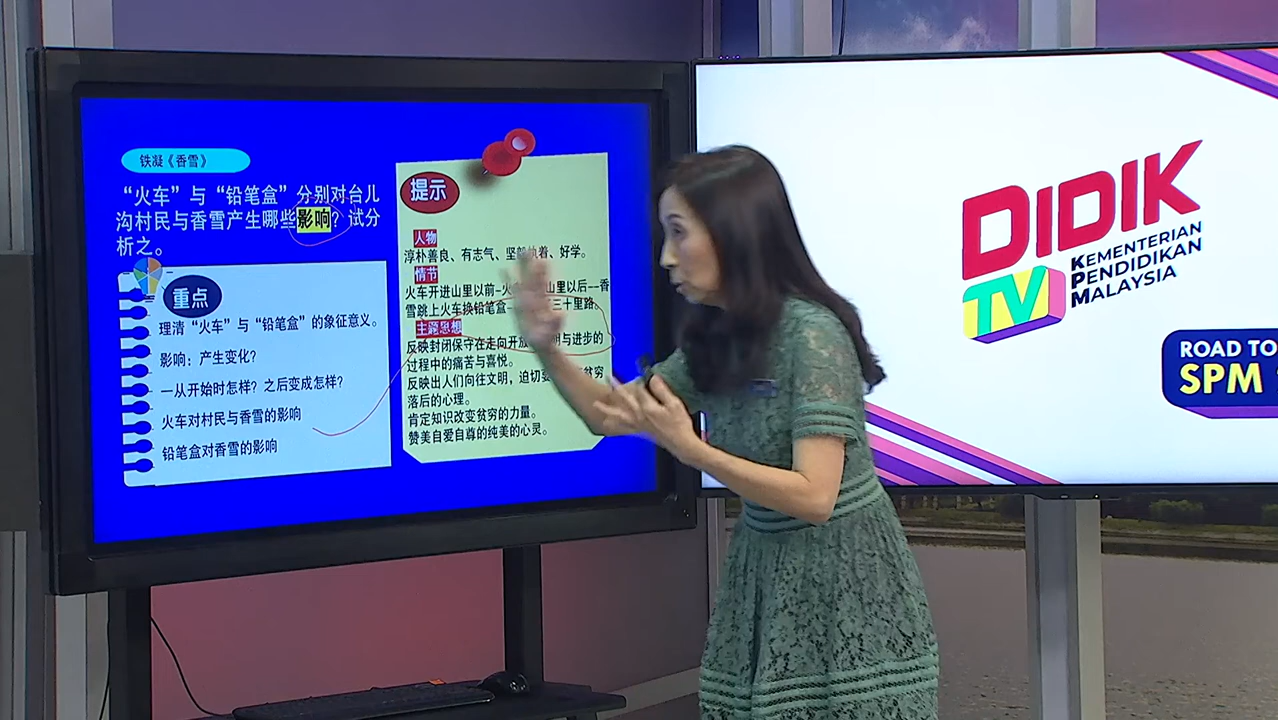 铁凝《香雪》
“火车”与“铅笔盒”分别对台儿
沟村民与香雪产生哪些影响？试分
析之。
重点
理清“火车”与“铅笔盒”的象征意义。
影响：产生变化？
一从开始时怎样？之后变成怎样？
火车对村民与香雪的影响
铅笔盒对香雪的影响
提示
人物
淳朴善良、有志气、坚 执着、好学。
情节
火车开进山里以前-火 山里以后--香
雪跳上火车换铅笔盒- 三十里路。
主题思想
反映封闭保守在走向开放 明与进步的
过程中的痛苦与喜悦。
反映出人们向往文明，迫切要 贫穷
落后的心理。
肯定知识改变贫穷的力量。
赞美自爱自尊的纯美的心灵。
DIDIK
TV
KEMENTERIAN
PENDIDIKAN
MALAYSIA
ROAD TO
SPM